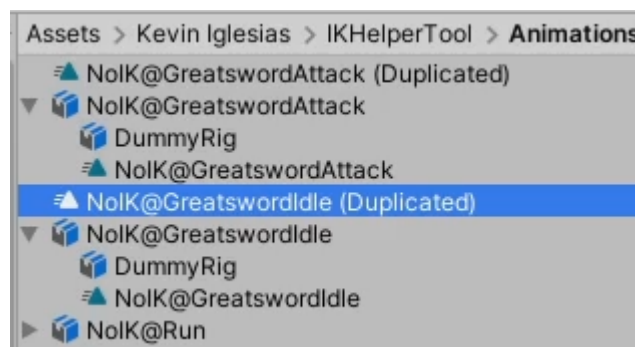 Assets > Kevin Iglesias > IKHelperTool > Animations
NoIK@GreatswordAttack (Duplicated)
NoIK@GreatswordAttack
DummyRig
NoIK@GreatswordAttack
NoIK@GreatswordIdle (Duplicated)
NoIK@GreatswordIdle
DummyRig
NoIK@GreatswordIdle
NoIK@Run